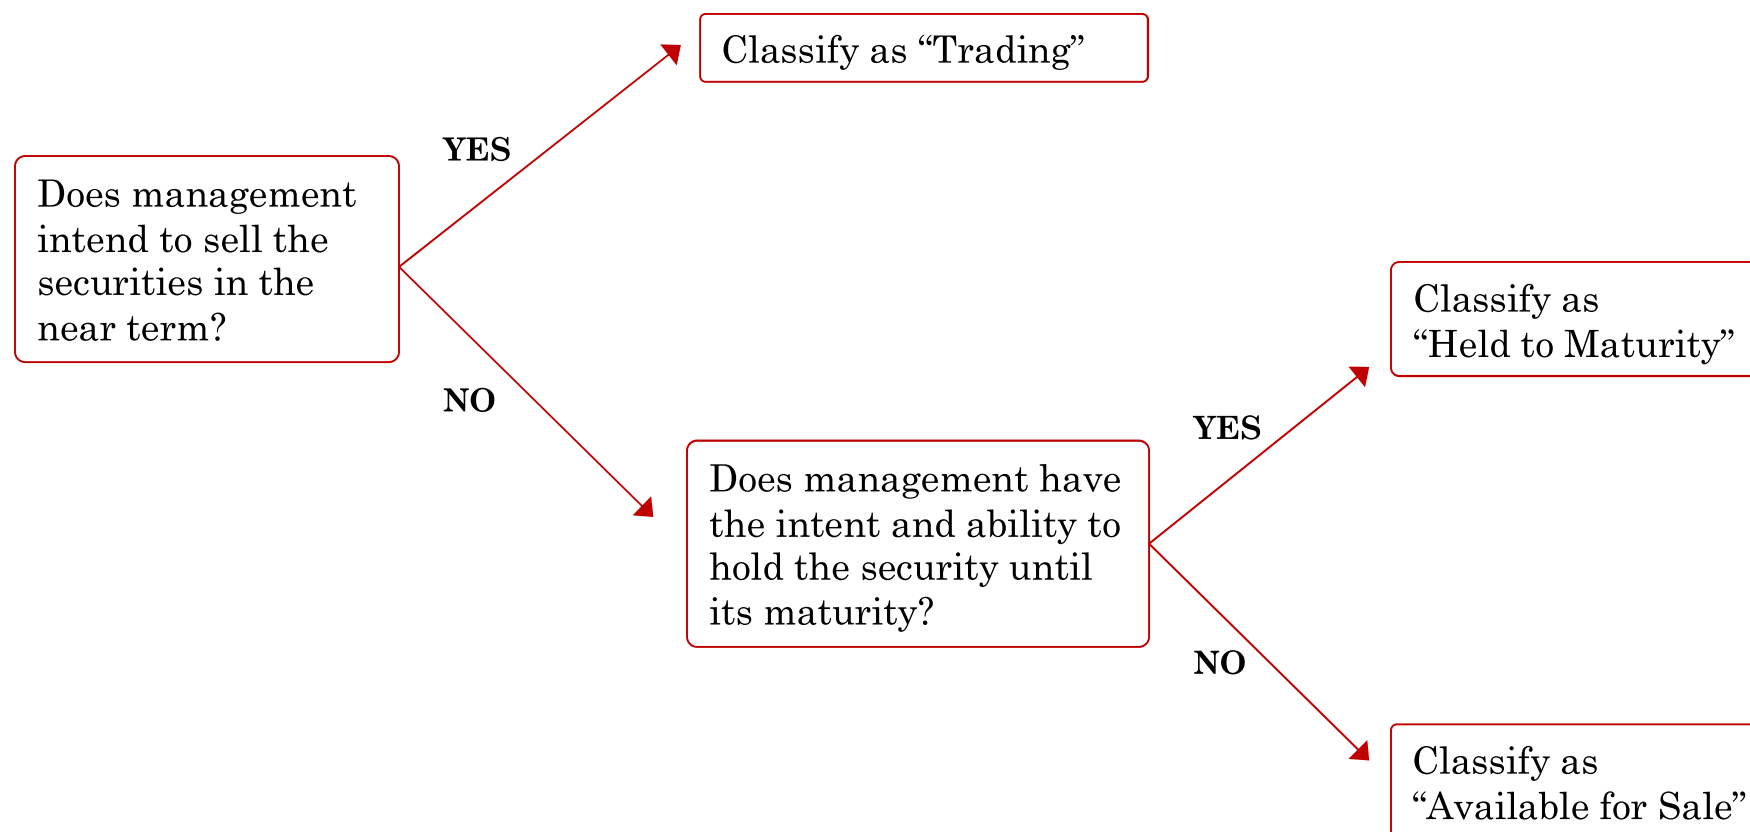 Classify as “Trading”
YES
Does management
intend to sell the
securities in the
near term?
NO
Classify as
“Held to Maturity”
YES
Does management have
the intent and ability to
hold the security until
its maturity?
NO
Classify as
“Available for Sale”